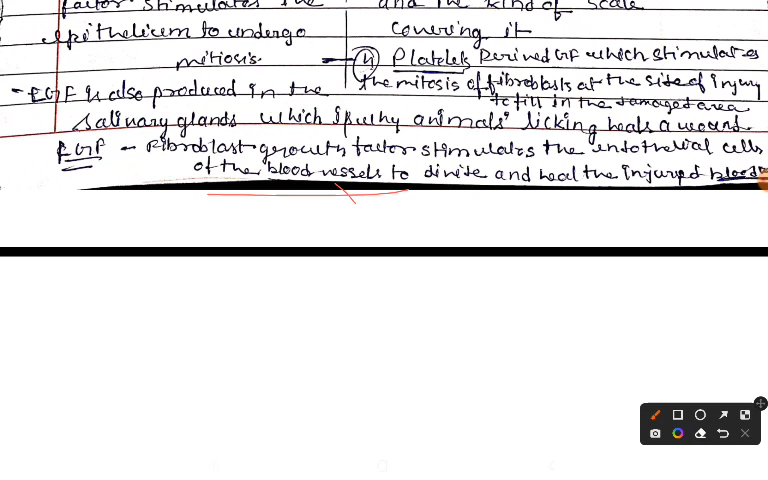 factor stimulates the
and the kind of scale
epithelium to undergo
covering it
mitosis.
(4) Platelets Derived GF which stimulates
- EGF is also produced in the
the mitosis of fibroblasts at the site of injury
to fill in the damaged area
salinary glands which is why animals' licking heals a wound.
FGF - Fibroblast growth factor stimulates the endothelial cells
of the blood vessels to divide and heal the injured blood